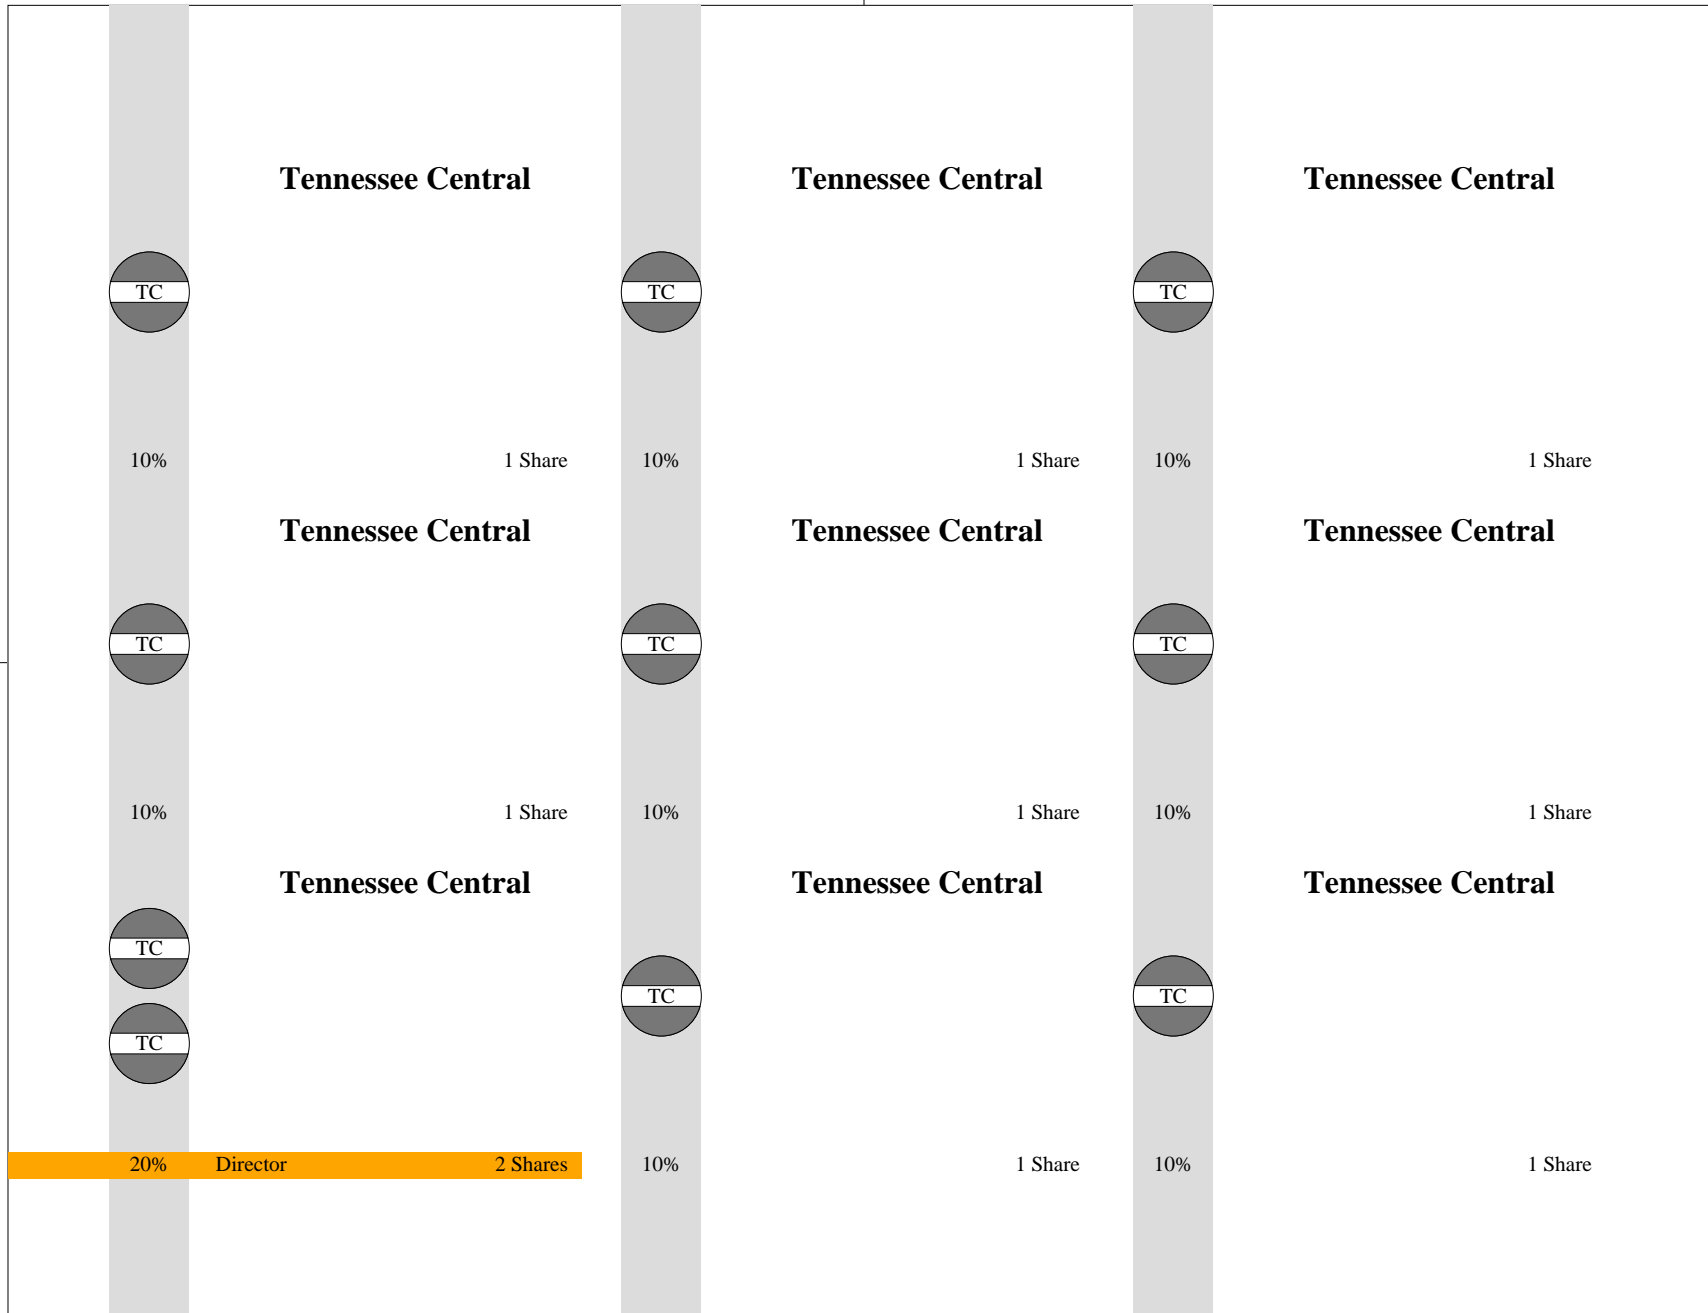 Tennessee Central Tennessee Central Tennessee Central
TC TC TC
10% 1 Share 10% 1 Share 10% 1 Share
Tennessee Central Tennessee Central Tennessee Central
TC TC TC
10% 1 Share 10% 1 Share 10% 1 Share
Tennessee Central Tennessee Central Tennessee Central
TC
TC TC
TC
20% Director 2 Shares 10% 1 Share 10% 1 Share